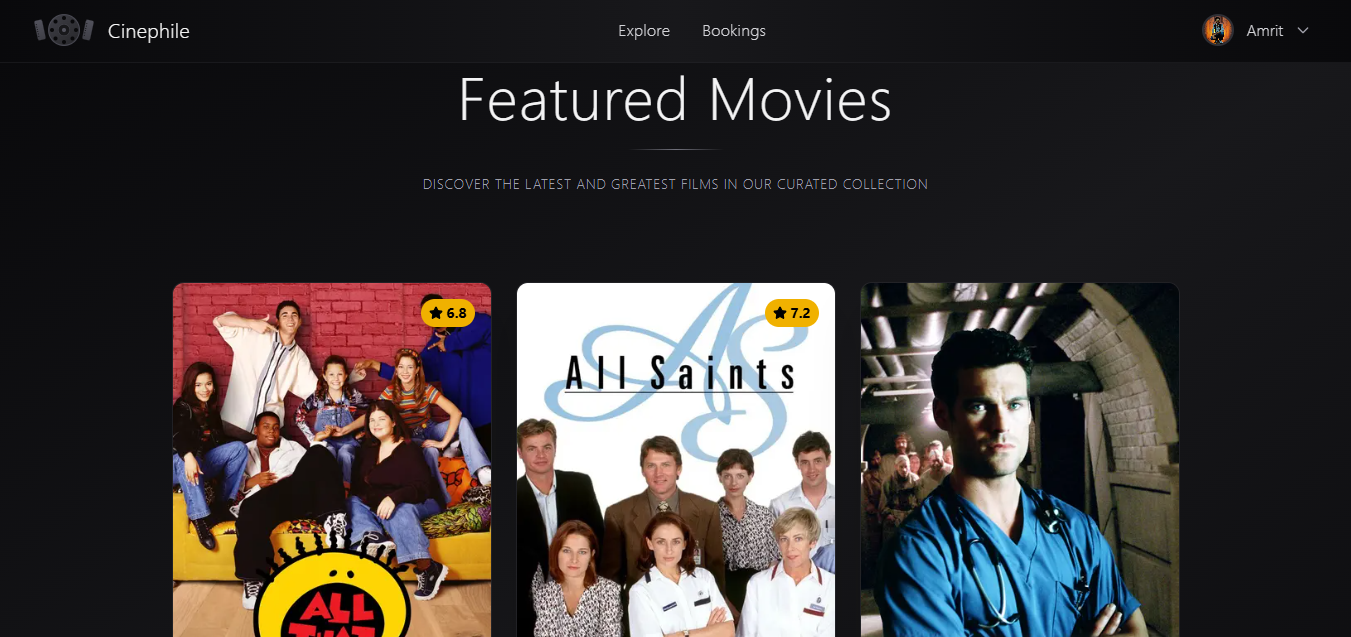 Cinephile
Explore
Bookings
Amrit
Featured Movies
DISCOVER THE LATEST AND GREATEST FILMS IN OUR CURATED COLLECTION
6.8
7.2
AS
All Saints
ALL
THAT